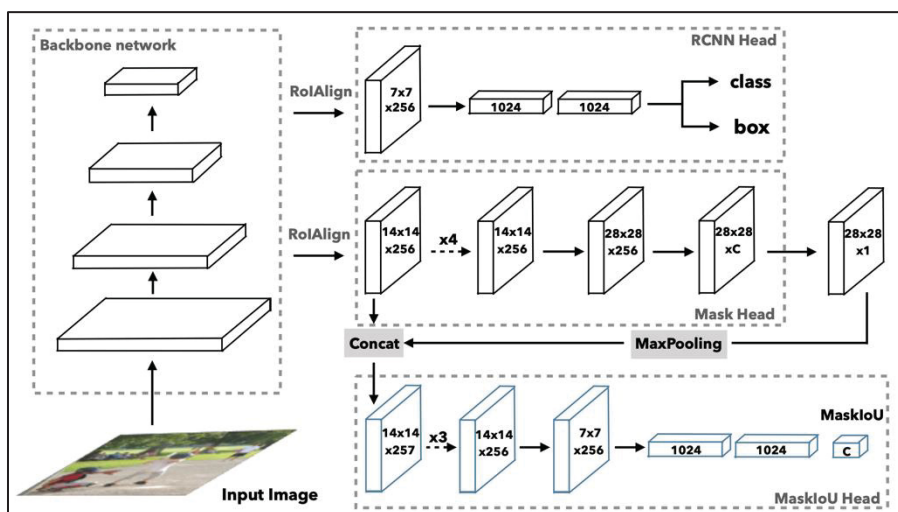 Backbone network
RCNN Head
RoIAlign
7x7
x256
1024
1024
class
box
RoIAlign
14x14
x256
x4
14x14
x256
28x28
x256
28x28
xC
28x28
x1
Mask Head
Concat
MaxPooling
14x14
x257
x3
14x14
x256
7x7
x256
1024
1024
C
MaskIoU
MaskIoU Head
Input Image